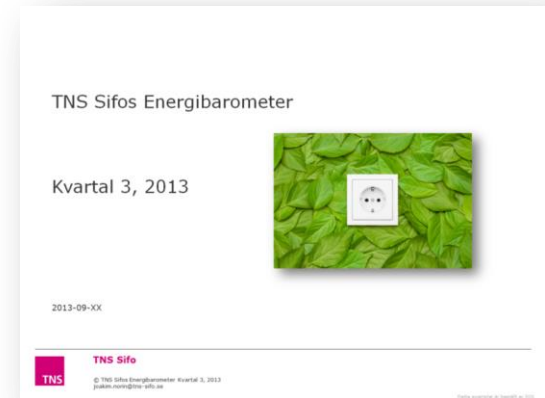 TNS Sifos Energibarometer
Kvartal 3, 2013
2013-09-XX
TNS
TNS Sifo
© TNS Sifos Energibarometer Kvartal 3, 2013
joakim.norin@tns-sifo.se